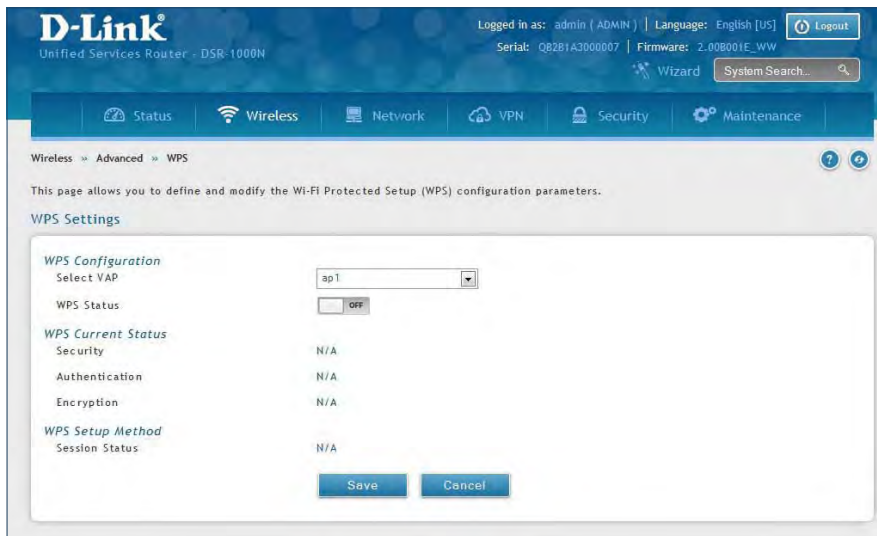 D-Link
Unified Services Router - DSR-1000N
Logged in as: admin ( ADMIN ) | Language: English [US]
Logout
Serial: QB2B1A3000007 | Firmware: 2.00B001E_WW
Wizard
System Search...
Status
Wireless
Network
VPN
Security
Maintenance
Wireless » Advanced » WPS
This page allows you to define and modify the Wi-Fi Protected Setup (WPS) configuration parameters.
WPS Settings
WPS Configuration
Select VAP ap1
WPS Status OFF
WPS Current Status
Security N/A
Authentication N/A
Encryption N/A
WPS Setup Method
Session Status N/A
Save Cancel